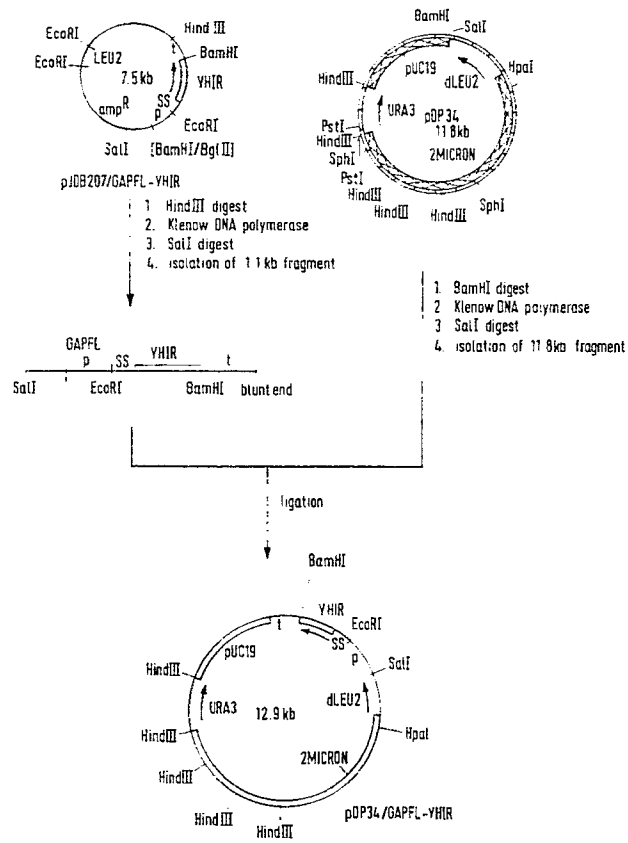 EcoRI
Hind III
BamHI
t
EcoRI
LEU2
7.5 kb
YHIR
SS
p
amp R
EcoRI
SalI
[BamHI/BglII]
pJDB207/GAPFL-YHIR
1 HindIII digest
2. Klenow DNA polymerase
3. SalI digest
4. isolation of 1 1 kb fragment
BamHI
SalI
HpaI
pUC19
dLEU2
HindIII
URA3
pDP34
11 8kb
PstI
HindIII
SphI
2MICRON
PstI
HindIII
HindIII
HindIII
SphI
1. BamHI digest
2 Klenow DNA polymerase
3 SalI digest
4. isolation of 11 8kb fragment
GAPFL
p
SS
YHIR
t
SalI
EcoRI
BamHI
blunt end
ligation
BamHI
YHIR
t
EcoRI
SS
p
pUC19
SalI
HindIII
dLEU2
URA3
12.9 kb
HpaI
HindIII
2MICRON
HindIII
pDP34/GAPFL-YHIR
HindIII
HindIII